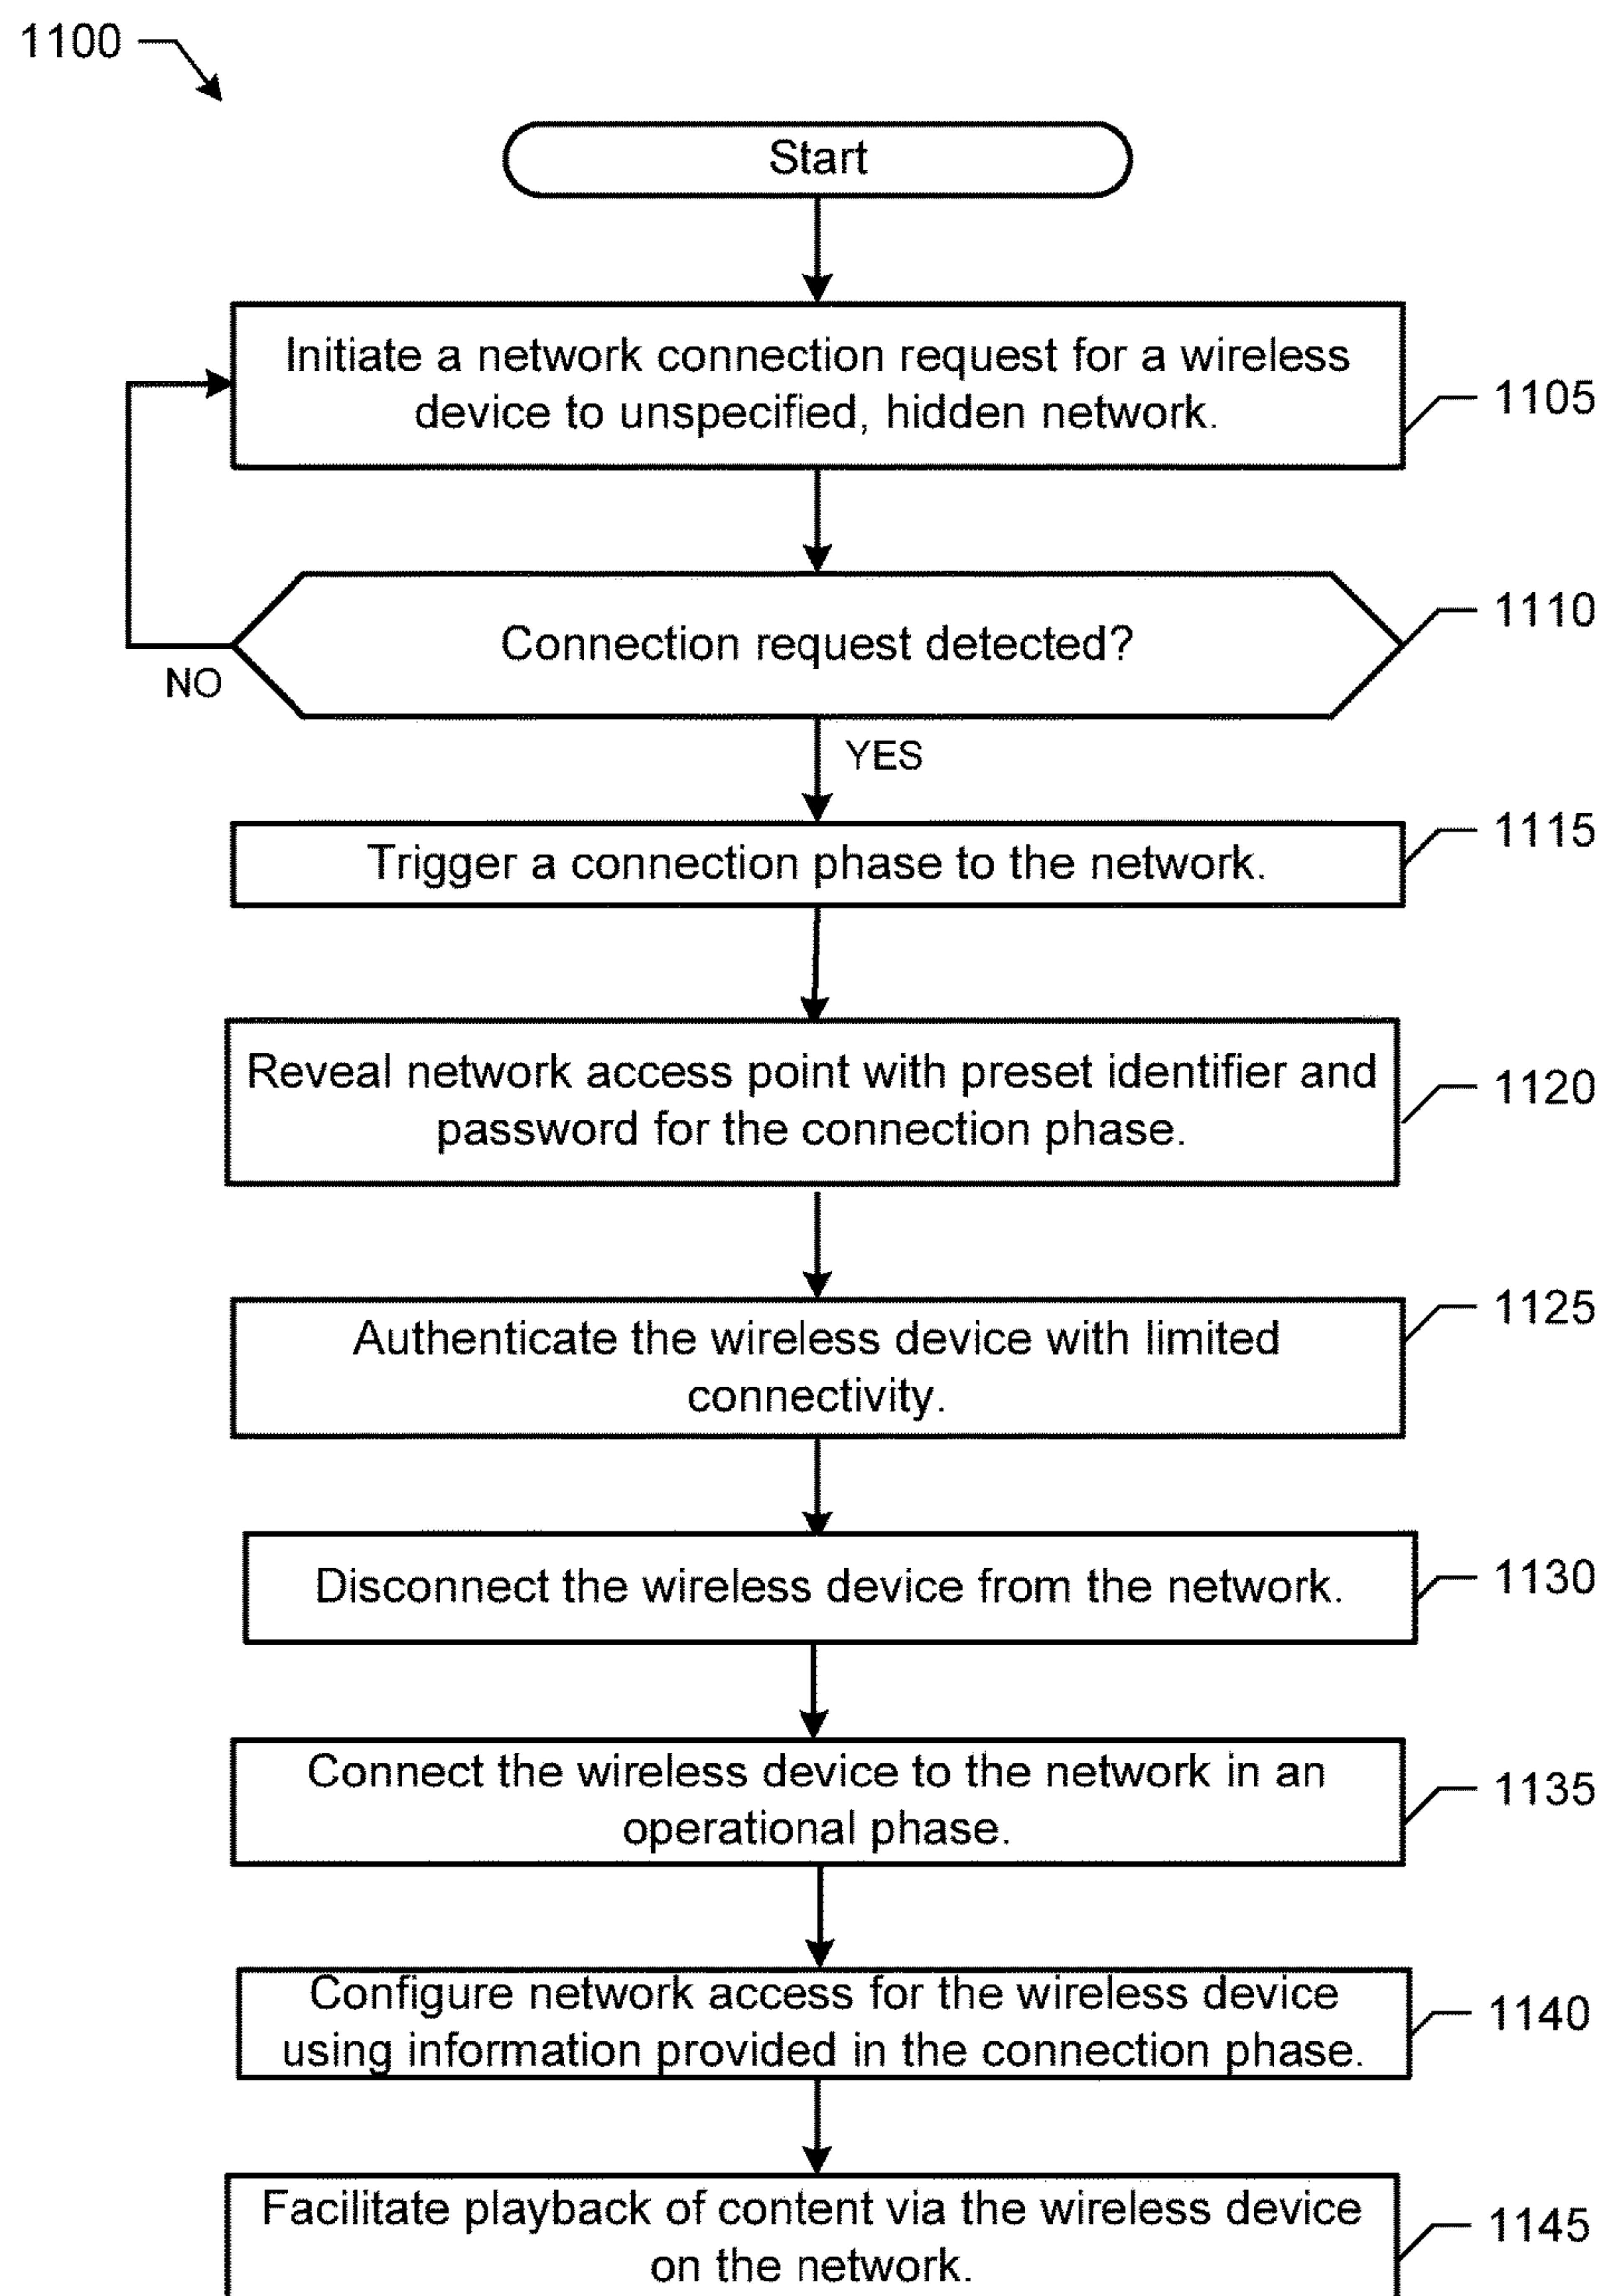 1100
Start
Initiate a network connection request for a wireless
device to unspecified, hidden network.
1105
Connection request detected?
1110
NO
YES
Trigger a connection phase to the network.
1115
Reveal network access point with preset identifier and
password for the connection phase.
1120
Authenticate the wireless device with limited
connectivity.
1125
Disconnect the wireless device from the network.
1130
Connect the wireless device to the network in an
operational phase.
1135
Configure network access for the wireless device
using information provided in the connection phase.
1140
Facilitate playback of content via the wireless device
on the network.
1145